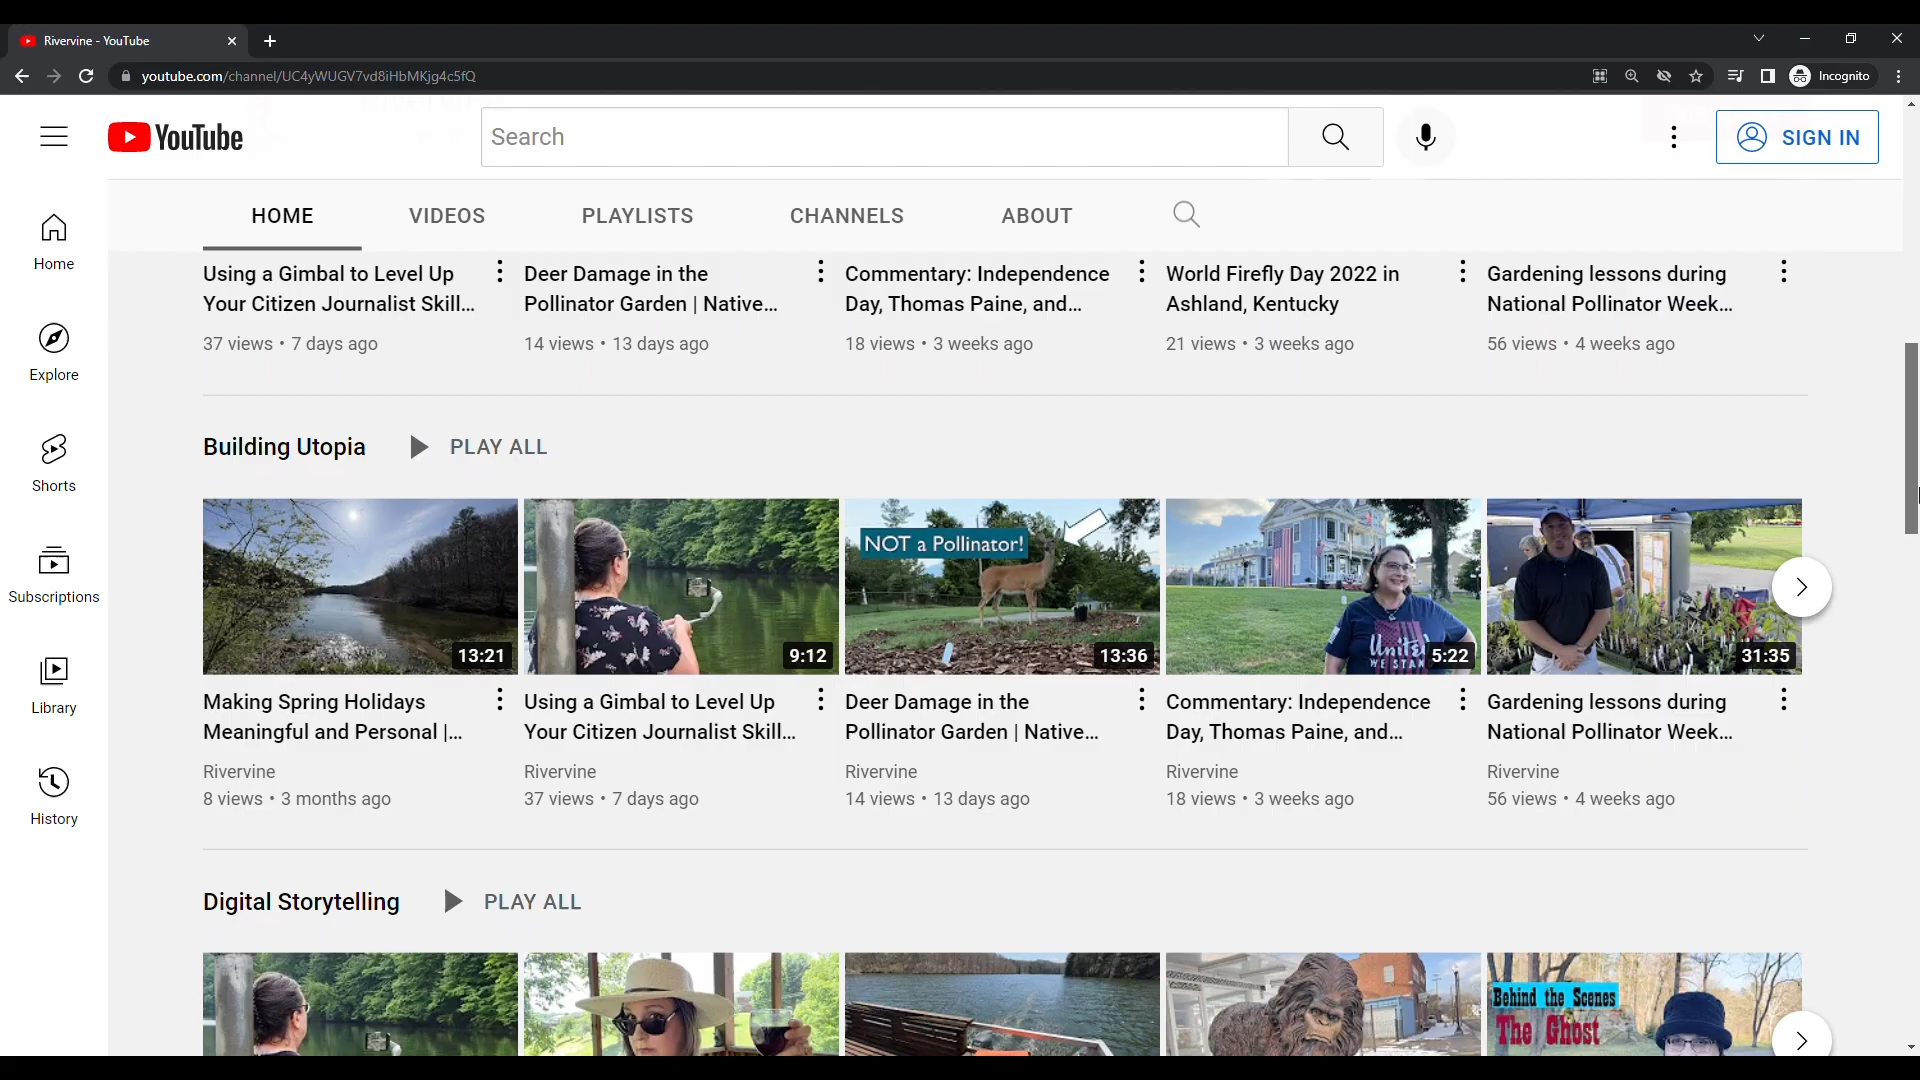 Rivervine - YouTube
youtube.com/channel/UC4yWUGV7vd8iHbMKjg4c5fQ
Incognito
YouTube
Search
SIGN IN
HOME
VIDEOS
PLAYLISTS
CHANNELS
ABOUT
Home
Explore
Shorts
Subscriptions
Library
History
Using a Gimbal to Level Up
Your Citizen Journalist Skill...
37 views • 7 days ago
Deer Damage in the
Pollinator Garden | Native...
14 views • 13 days ago
Commentary: Independence
Day, Thomas Paine, and...
18 views • 3 weeks ago
World Firefly Day 2022 in
Ashland, Kentucky
21 views • 3 weeks ago
Gardening lessons during
National Pollinator Week...
56 views • 4 weeks ago
Building Utopia
PLAY ALL
13:21
Making Spring Holidays
Meaningful and Personal |...
Rivervine
8 views • 3 months ago
9:12
Using a Gimbal to Level Up
Your Citizen Journalist Skill...
Rivervine
37 views • 7 days ago
NOT a Pollinator!
13:36
Deer Damage in the
Pollinator Garden | Native...
Rivervine
14 views • 13 days ago
United
WE STAN
5:22
Commentary: Independence
Day, Thomas Paine, and...
Rivervine
18 views • 3 weeks ago
31:35
Gardening lessons during
National Pollinator Week...
Rivervine
56 views • 4 weeks ago
Digital Storytelling
PLAY ALL
Behind the Scenes
The Ghost